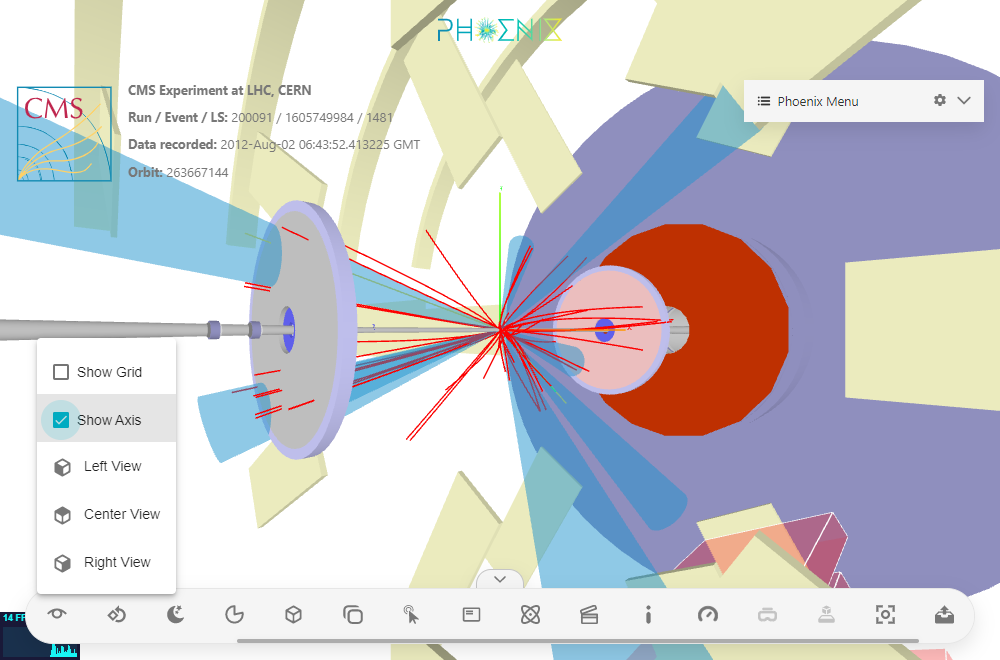 PHOENIX
CMS
CMS Experiment at LHC, CERN
Run / Event / LS: 200091 / 1605749984 / 1481
Data recorded: 2012-Aug-02 06:43:52.413225 GMT
Orbit: 263667144
Phoenix Menu
Show Grid
Show Axis
Left View
Center View
Right View
14 FP